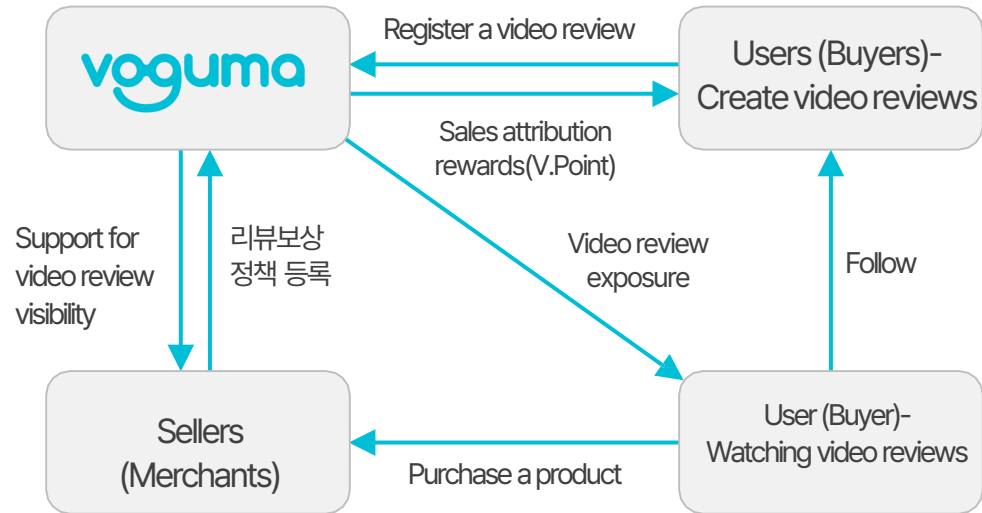 voguma
Register a video review
Users (Buyers)-
Create video reviews
Sales attribution
rewards(V.Point)
Support for
video review
visibility
리뷰보상
정책 등록
Video review
exposure
Follow
Sellers
(Merchants)
Purchase a product
User (Buyer)-
Watching video reviews